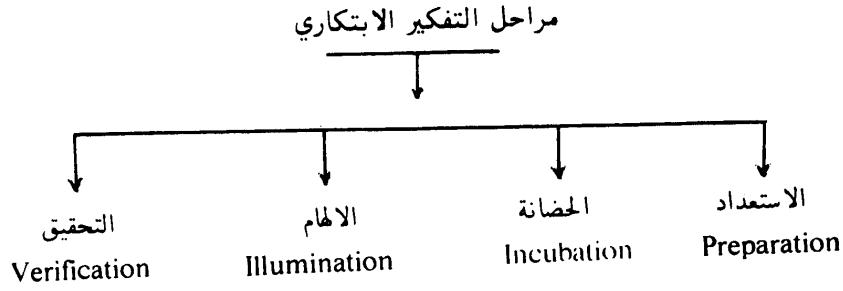 مراحل التفكير الابتكاري
الاستعداد
Preparation
الحضانة
Incubation
الالهام
Illumination
التحقيق
Verification